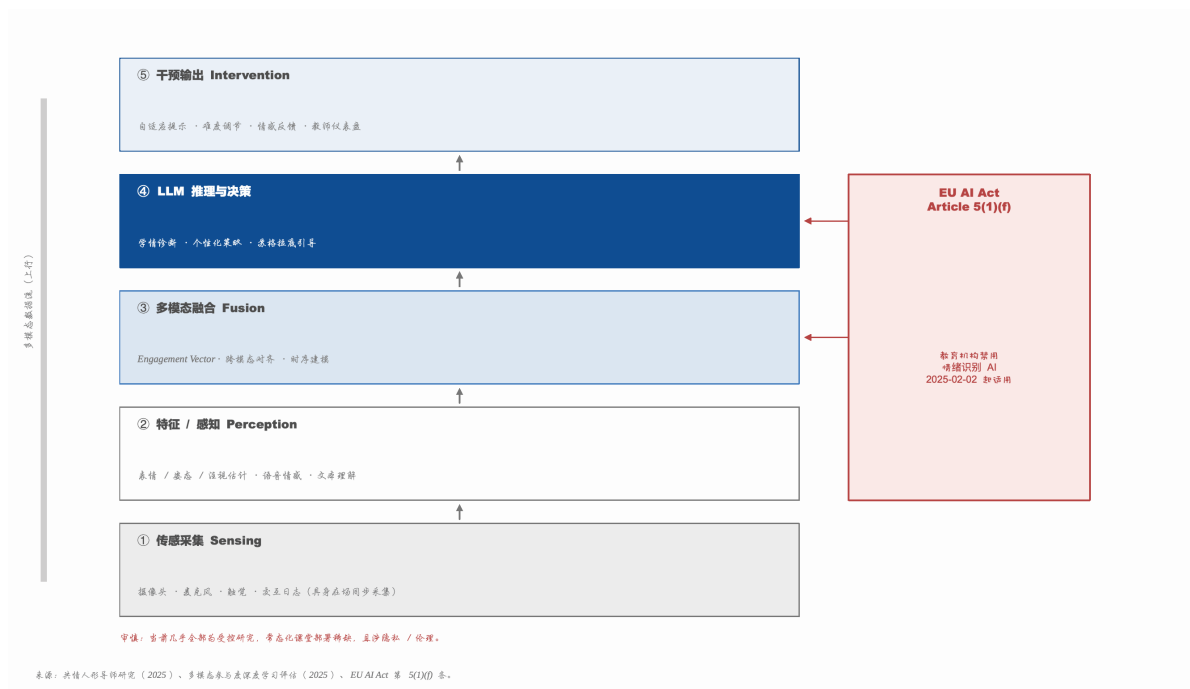 ⑤ 干预输出 Intervention
自适应提示 · 难度调节 · 情感反馈 · 教师仪表盘
④ LLM 推理与决策
学情诊断 · 个性化策略 · 苏格拉底引导
③ 多模态融合 Fusion
Engagement Vector · 跨模态对齐 · 时序建模
② 特征 / 感知 Perception
表情 / 姿态 / 注视估计 · 语音情感 · 文本理解
① 传感采集 Sensing
摄像头 · 麦克风 · 触觉 · 交互日志（具身在场同步采集）
多模态数据流（上行）
EU AI Act
Article 5(1)(f)
教育机构禁用
情绪识别 AI
2025-02-02 起适用
审慎：当前几乎全部为受控研究，常态化课堂部署稀缺，且涉隐私 / 伦理。
来源：共情人形导师研究（2025）、多模态参与度深度学习评估（2025）、EU AI Act 第 5(1)(f) 条。